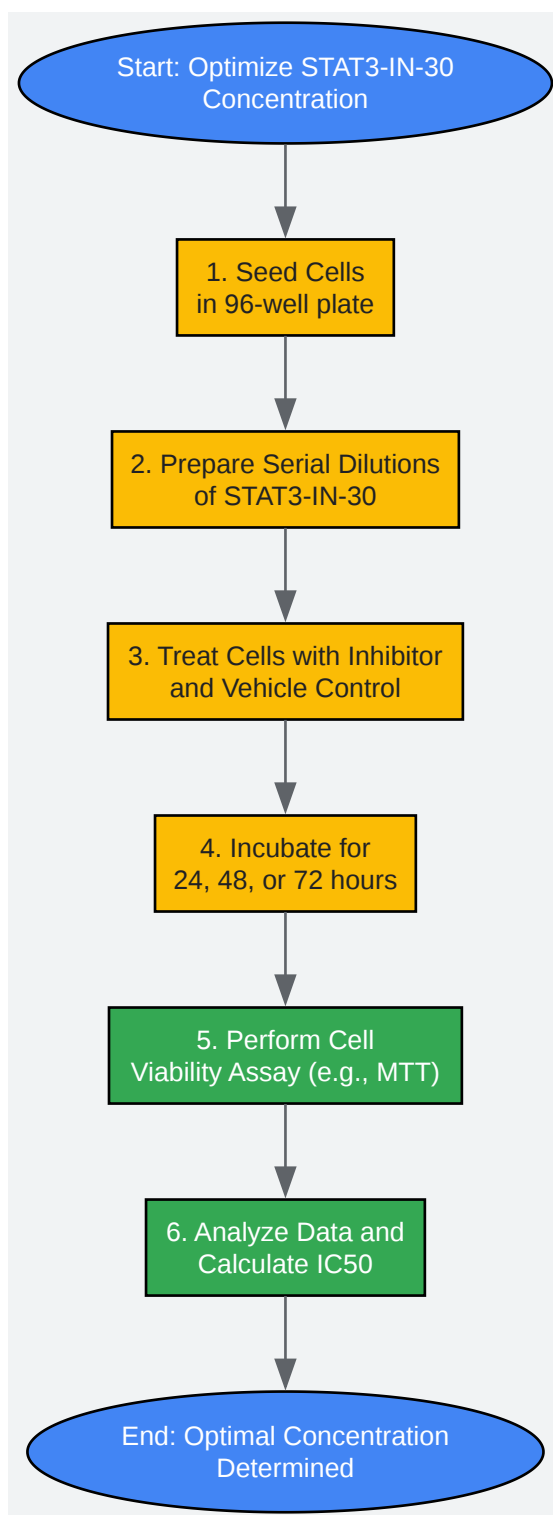 Start: Optimize STAT3-IN-30
Concentration
1. Seed Cells
in 96-well plate
2. Prepare Serial Dilutions
of STAT3-IN-30
3. Treat Cells with Inhibitor
and Vehicle Control
4. Incubate for
24, 48, or 72 hours
5. Perform Cell
Viability Assay (e.g., MTT)
6. Analyze Data and
Calculate IC50
End: Optimal Concentration
Determined